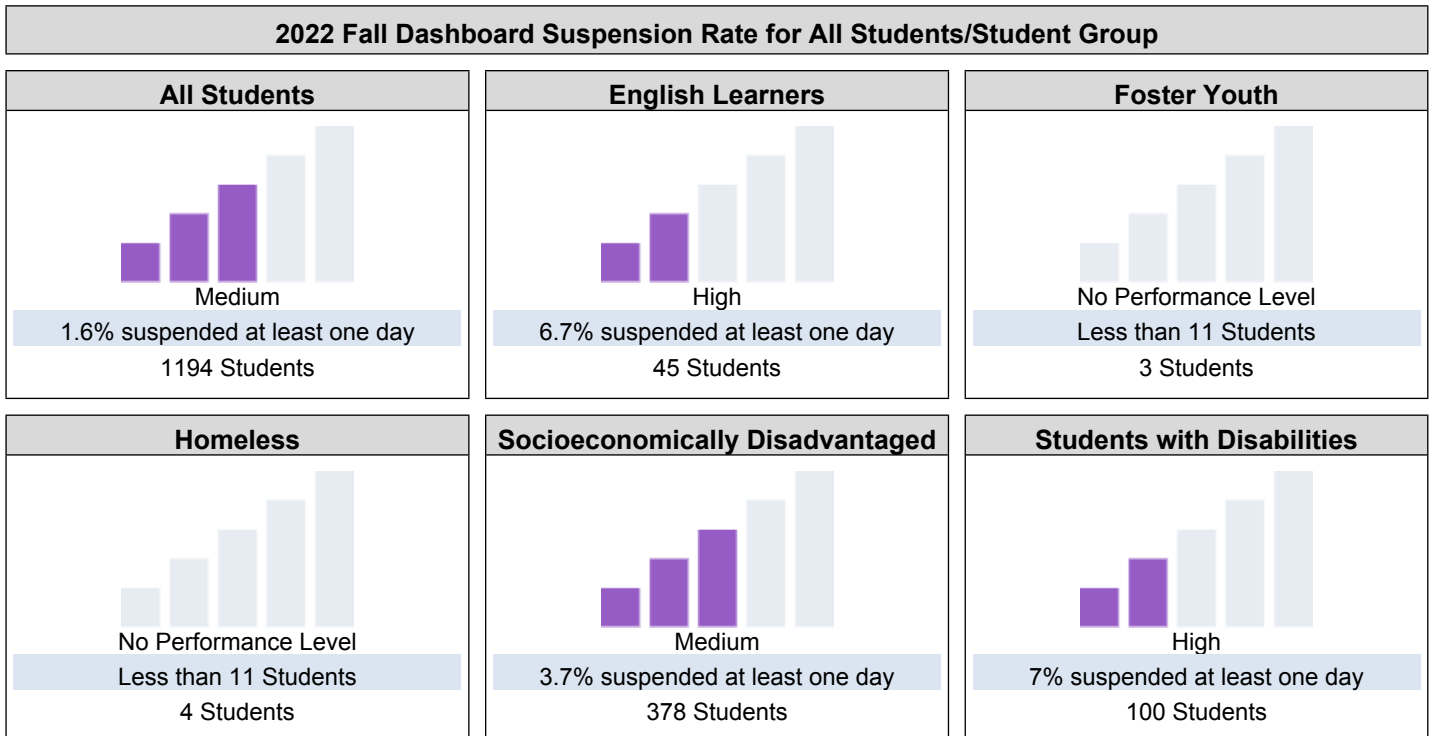 2022 Fall Dashboard Suspension Rate for All Students/Student Group
All Students
Medium
1.6% suspended at least one day
1194 Students
English Learners
High
6.7% suspended at least one day
45 Students
Foster Youth
No Performance Level
Less than 11 Students
3 Students
Homeless
No Performance Level
Less than 11 Students
4 Students
Socioeconomically Disadvantaged
Medium
3.7% suspended at least one day
378 Students
Students with Disabilities
High
7% suspended at least one day
100 Students